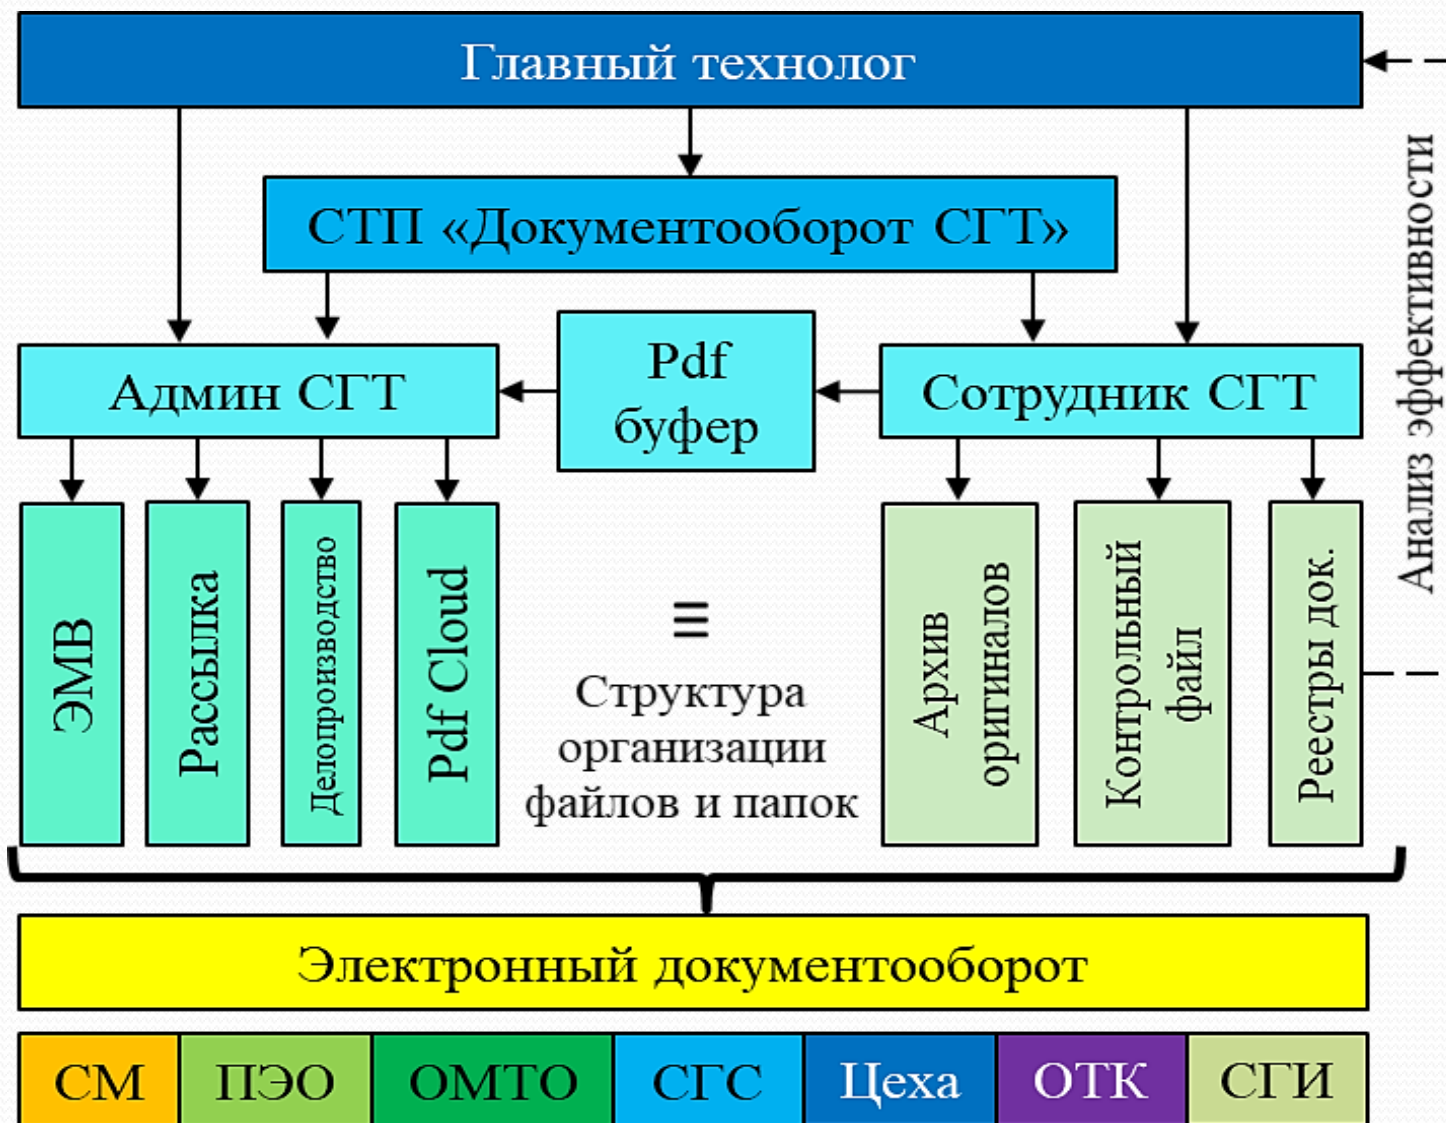 Главный технолог
СТП «Документооборот СГТ»
Админ СГТ
Pdf
буфер
Сотрудник СГТ
Анализ эффективности
ЭМВ
Рассылка
Делопроизводство
Pdf Cloud
≡
Структура
организации
файлов и папок
Архив
оригиналов
Контрольный
файл
Реестры док.
Электронный документооборот
СМ
ПЭО
ОМТО
СГС
Цеха
ОТК
СГИ